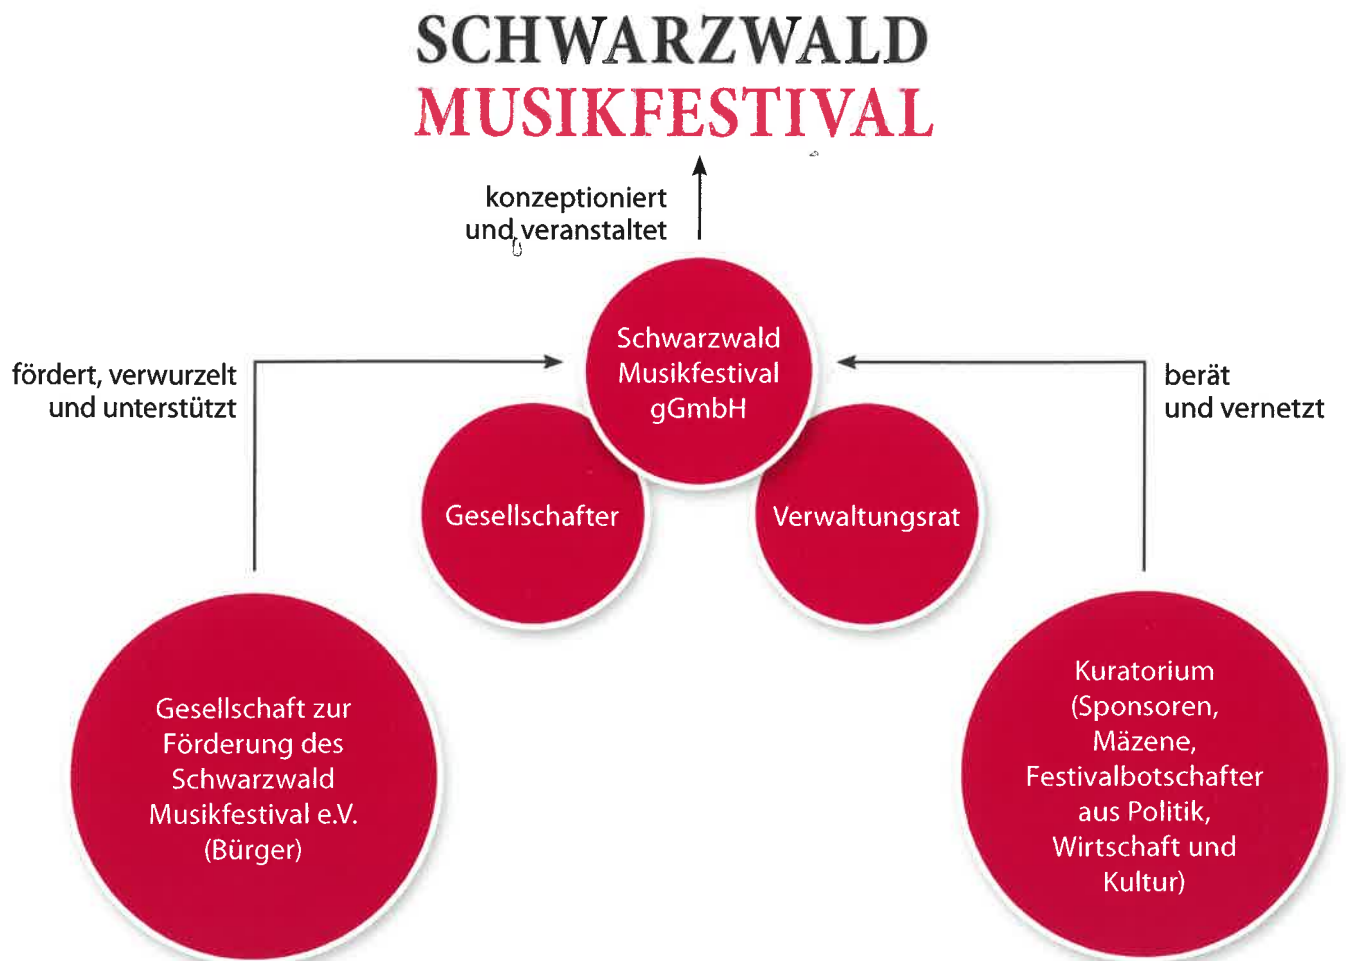 SCHWARZWALD
MUSIKFESTIVAL
konzeptioniert
und veranstaltet
Schwarzwald
Musikfestival
gGmbH
fördert, verwurzelt
und unterstützt
berät
und vernetzt
Gesellschafter
Verwaltungsrat
Gesellschaft zur
Förderung des
Schwarzwald
Musikfestival e.V.
(Bürger)
Kuratorium
(Sponsoren,
Mäzene,
Festivalbotschafter
aus Politik,
Wirtschaft und
Kultur)